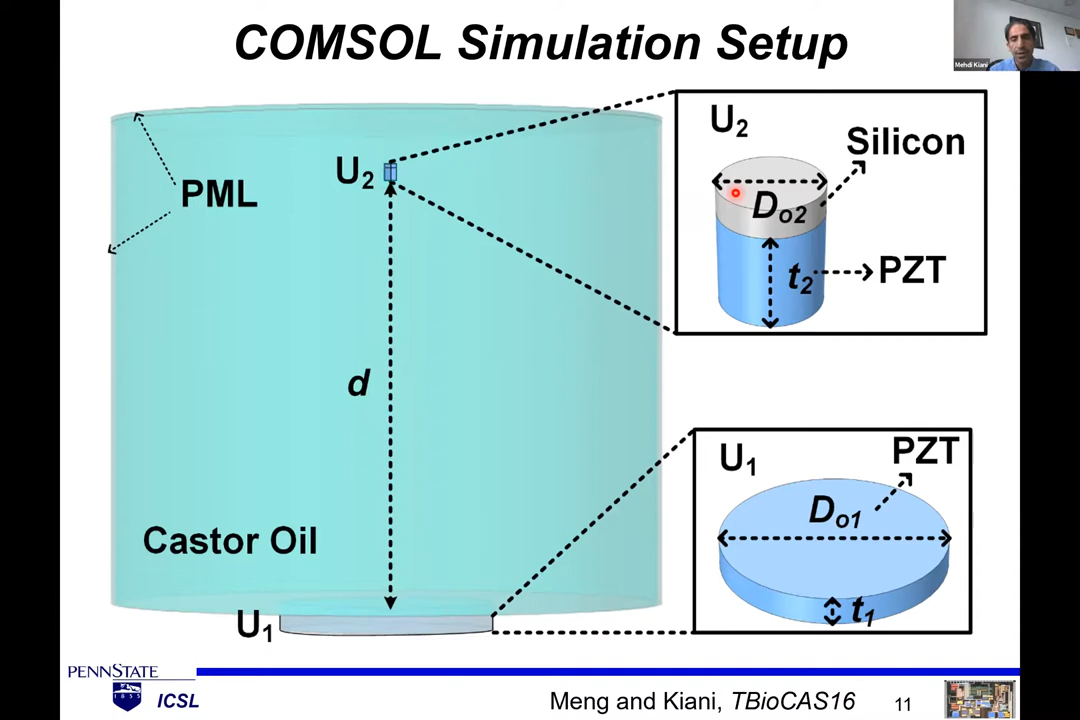 COMSOL Simulation Setup
Mehdi Kiani
U2
Silicon
Do2
t2
PZT
PML
U2
d
Castor Oil
U1
U1
PZT
Do1
t1
PENNSTATE
1855
ICSL
Meng and Kiani, TBioCAS16
11